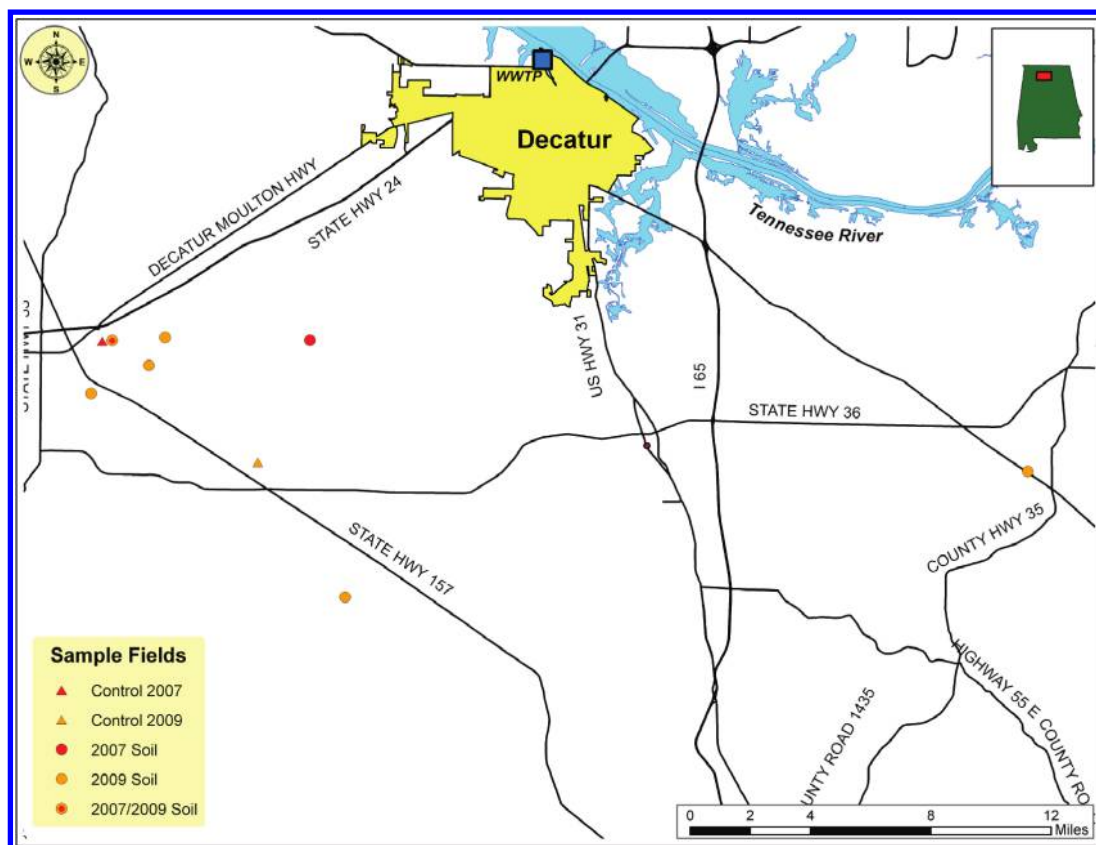 N
W E
S
WWTP
Decatur
DECATUR MOULTON HWY
STATE HWY 24
Tennessee River
US HWY 31
I 65
STATE HWY 36
COUNTY HWY 35
STATE HWY 157
HIGHWAY 55 E COUNTY RO
UNTY ROAD 1435
Sample Fields
Control 2007
Control 2009
2007 Soil
2009 Soil
2007/2009 Soil
0 2 4 8 12
Miles